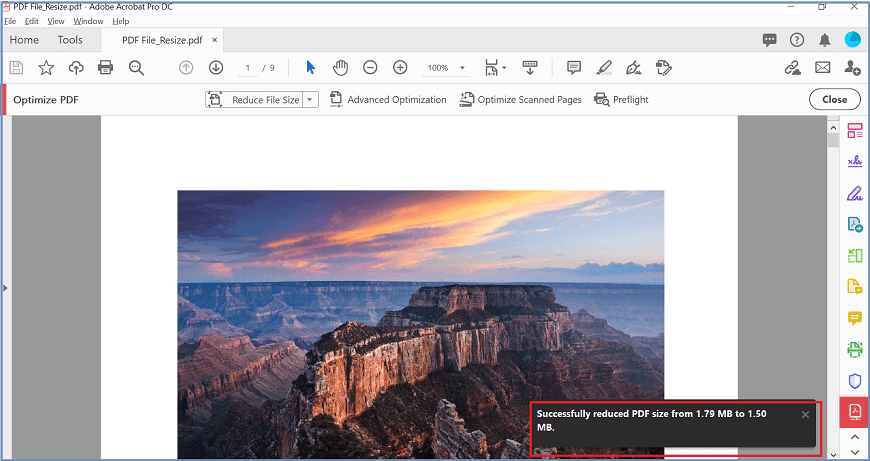 PDF File_Resize.pdf - Adobe Acrobat Pro DC
File Edit View Window Help
Home Tools PDF File_Resize.pdf ×
1 / 9 100%
Optimize PDF Reduce File Size Advanced Optimization Optimize Scanned Pages Preflight Close
Successfully reduced PDF size from 1.79 MB to 1.50
MB.